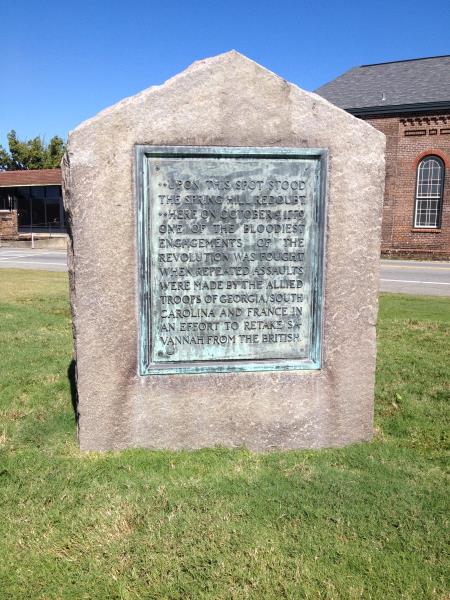 **UPON THIS SPOT STOOD
THE SPRING HILL REDOUBT
**HERE ON OCTOBER 9, 1779
ONE OF THE BLOODIEST
ENGAGEMENTS OF THE
REVOLUTION WAS FOUGHT
WHEN REPEATED ASSAULTS
WERE MADE BY THE ALLIED
TROOPS OF GEORGIA, SOUTH
CAROLINA AND FRANCE IN
AN EFFORT TO RETAKE SA-
VANNAH FROM THE BRITISH.